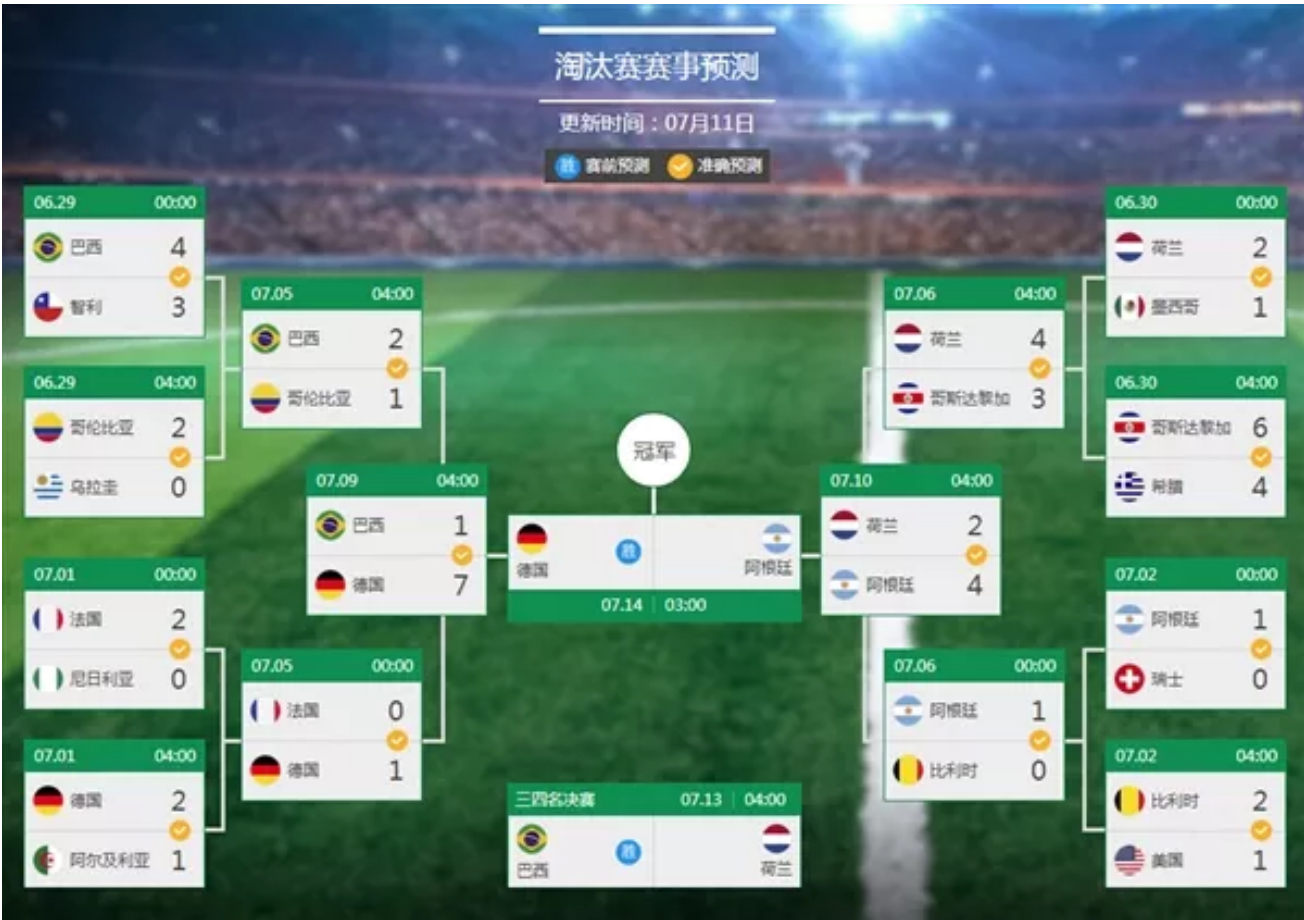 淘汰赛赛事预测
更新时间：07月11日
胜 赛前预测 准确预测
06.29 00:00
巴西 4
智利 3
06.29 04:00
哥伦比亚 2
乌拉圭 0
07.01 00:00
法国 2
尼日利亚 0
07.01 04:00
德国 2
阿尔及利亚 1
07.05 04:00
巴西 2
哥伦比亚 1
07.05 00:00
法国 0
德国 1
07.09 04:00
巴西 1
德国 7
冠军
德国 胜 阿根廷
07.14 03:00
三四名决赛 07.13 04:00
巴西 胜 荷兰
07.10 04:00
荷兰 2
阿根廷 4
07.06 04:00
荷兰 4
哥斯达黎加 3
07.06 00:00
阿根廷 1
比利时 0
06.30 00:00
荷兰 2
墨西哥 1
06.30 04:00
哥斯达黎加 6
希腊 4
07.02 00:00
阿根廷 1
瑞士 0
07.02 04:00
比利时 2
美国 1